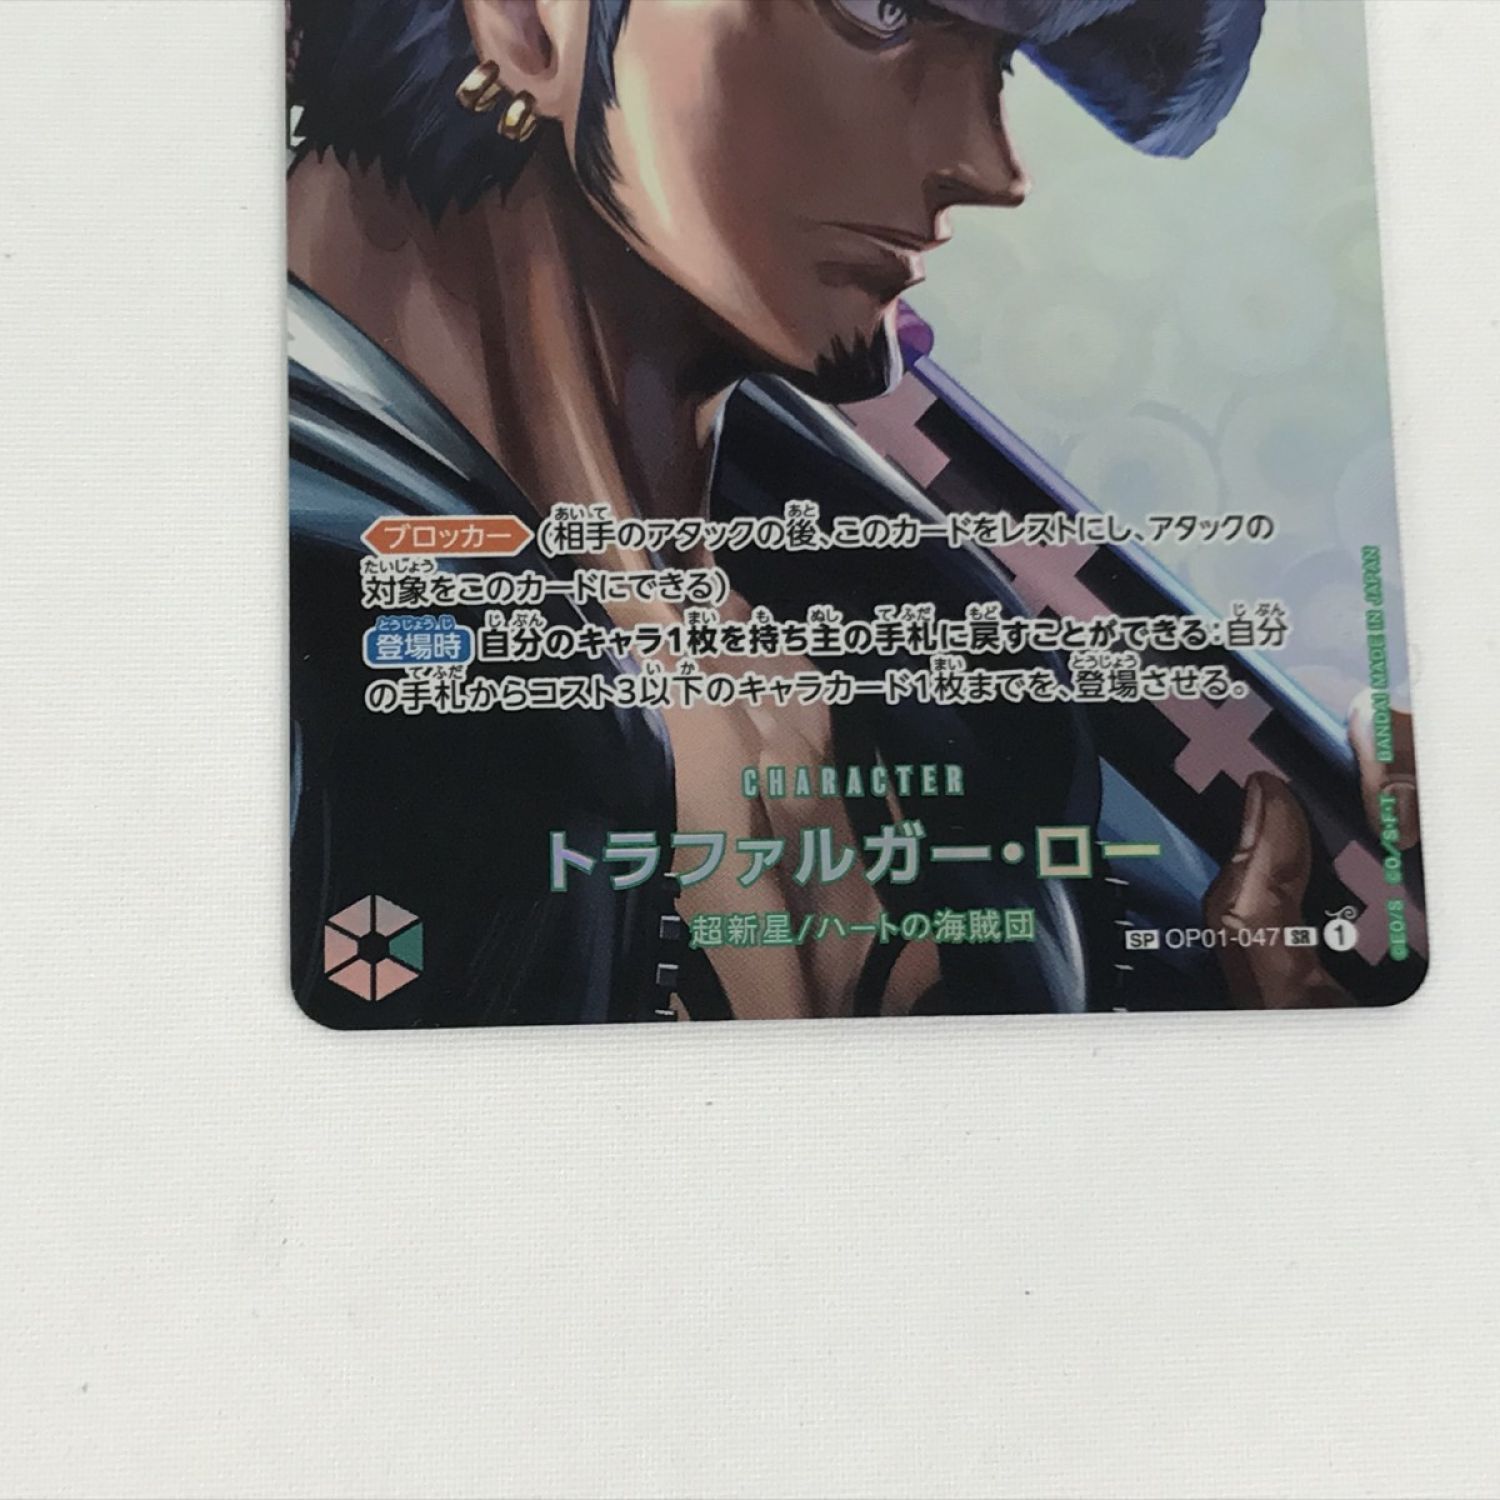 ブロッカー (相手のアタックの後、このカードをレストにし、アタックの
対象をこのカードにできる)
登場時 自分のキャラ1枚を持ち主の手札に戻すことができる:自分
の手札からコスト3以下のキャラカード1枚までを、登場させる。
CHARACTER
トラファルガー・ロー
超新星/ハートの海賊団
SP OP01-047 SR 1
©E.O/S ©O/S・F・T BANDAI MADE IN JAPAN